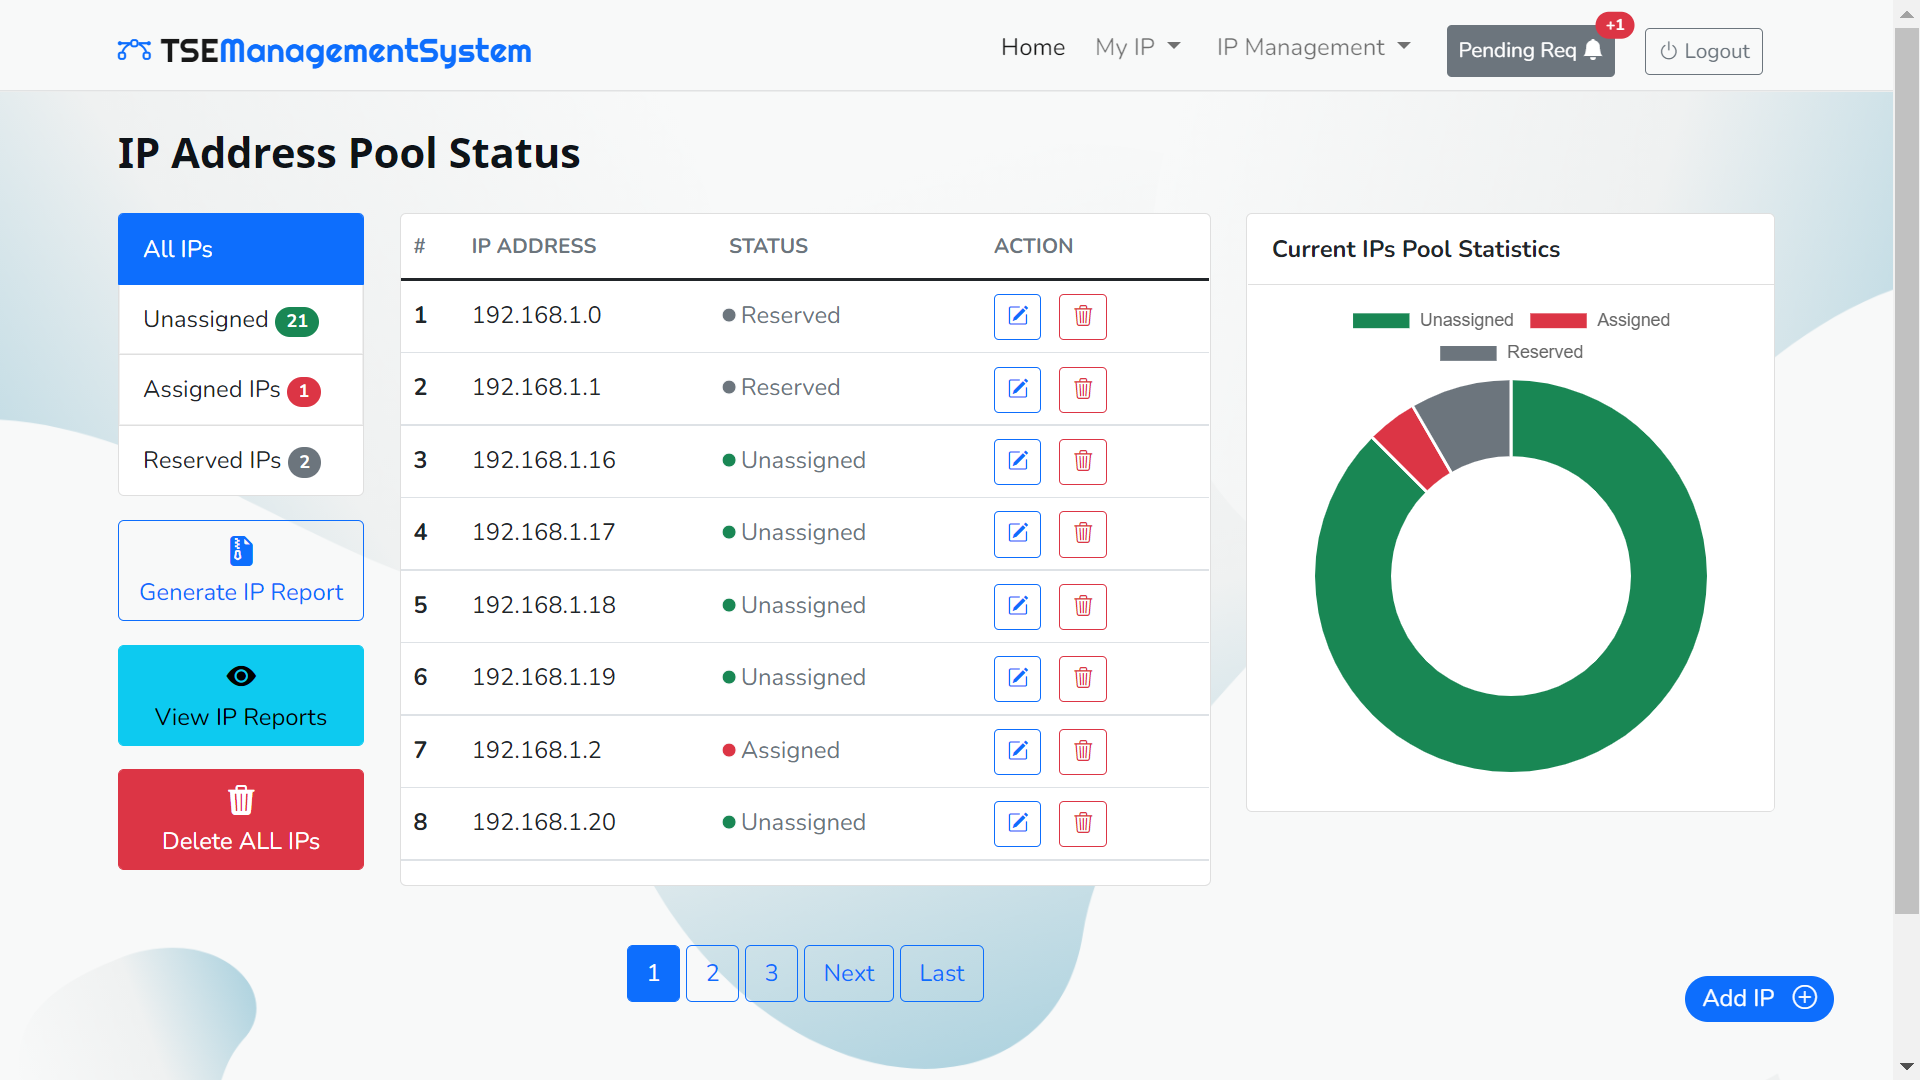 TSEManagementSystem
Home
My IP
IP Management
Pending Req
+1
Logout
IP Address Pool Status
All IPs
Unassigned 21
Assigned IPs 1
Reserved IPs 2
Generate IP Report
View IP Reports
Delete ALL IPs
# IP ADDRESS STATUS ACTION
1 192.168.1.0 Reserved
2 192.168.1.1 Reserved
3 192.168.1.16 Unassigned
4 192.168.1.17 Unassigned
5 192.168.1.18 Unassigned
6 192.168.1.19 Unassigned
7 192.168.1.2 Assigned
8 192.168.1.20 Unassigned
1 2 3 Next Last
Current IPs Pool Statistics
Unassigned Assigned
Reserved
Add IP